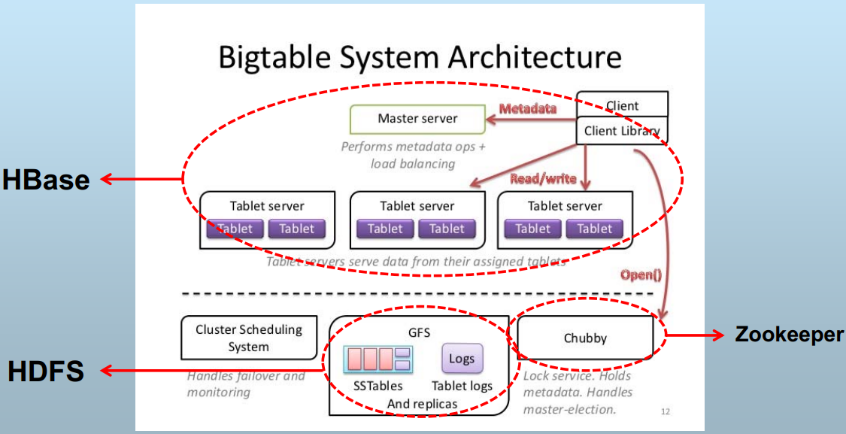 Bigtable System Architecture
Client
Metadata
Master server
Client Library
Performs metadata ops +
load balancing
HBase
Read/write
Tablet server
Tablet Tablet
Tablet server
Tablet Tablet
Tablet server
Tablet Tablet
Tablet servers serve data from their assigned tablets
Open()
Cluster Scheduling
System
Handles failover and
monitoring
GFS
Logs
SSTables
Tablet logs
And replicas
Chubby
Lock service. Holds
metadata. Handles
master-election.
Zookeeper
HDFS
12